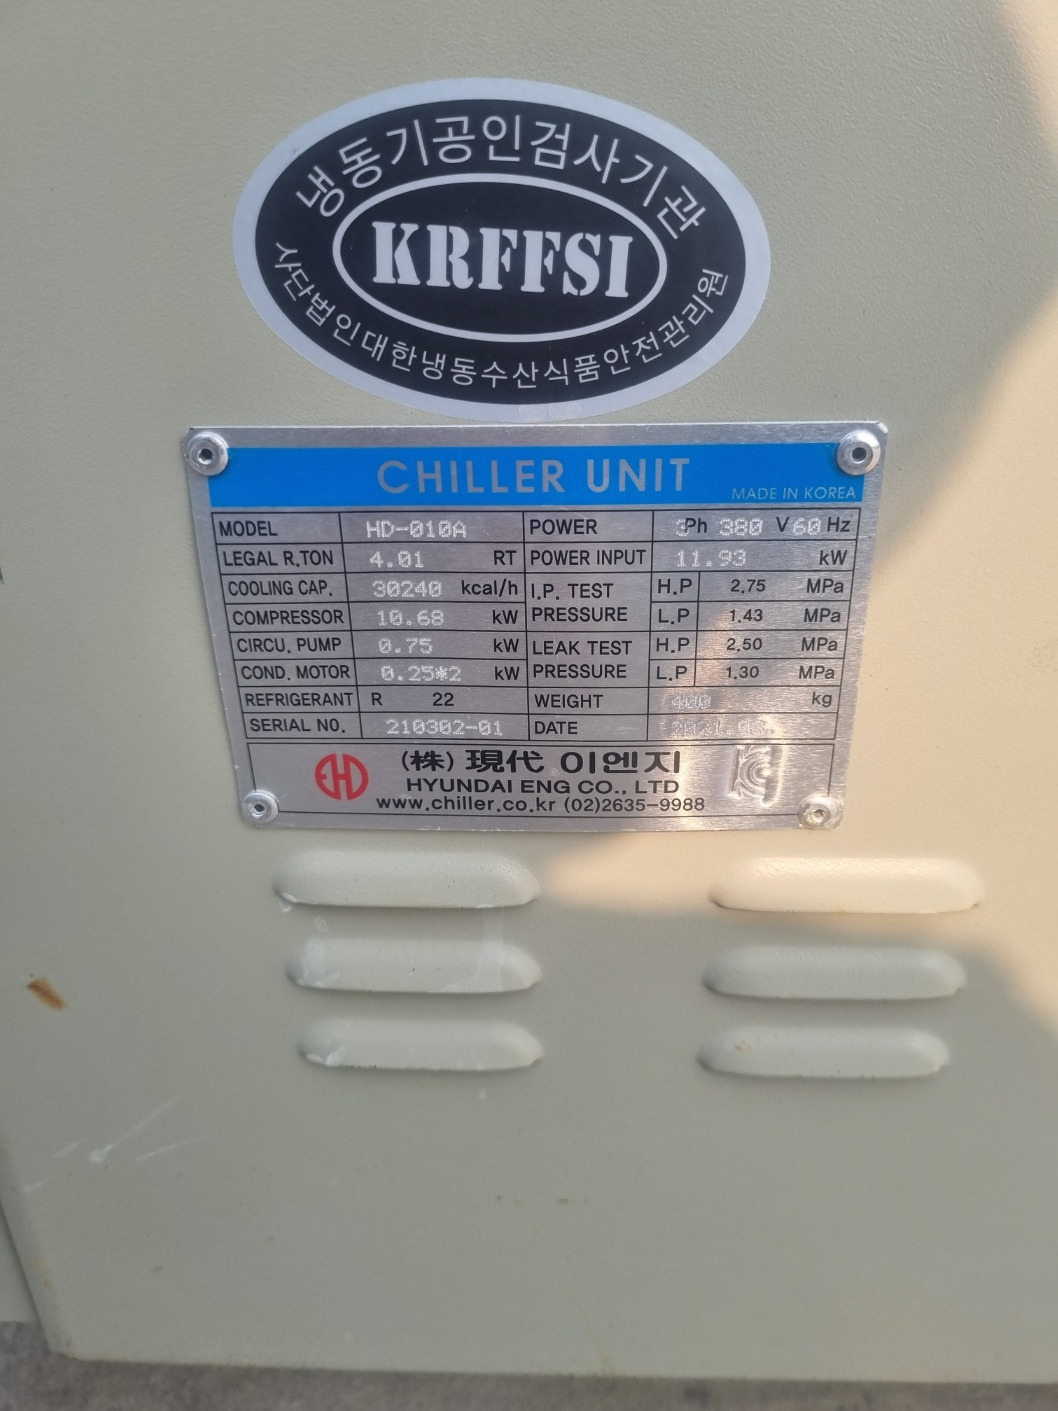 냉동기공인검사기관
KRFFSI
사단법인대한냉동수산식품안전관리원
CHILLER UNIT
MADE IN KOREA
MODEL HD-010A POWER 3Ph 380 V 60 Hz
LEGAL R.TON 4.01 RT POWER INPUT 11.93 kW
COOLING CAP. 30240 kcal/h I.P. TEST PRESSURE H.P 2.75 MPa
COMPRESSOR 10.68 kW L.P 1.43 MPa
CIRCU. PUMP 0.75 kW LEAK TEST PRESSURE H.P 2.50 MPa
COND. MOTOR 0.25*2 kW L.P 1.30 MPa
REFRIGERANT R 22 WEIGHT 400 kg
SERIAL NO. 210302-01 DATE 2021.03.
EHD (株) 現代 이엔지
HYUNDAI ENG CO., LTD
www.chiller.co.kr (02)2635-9988